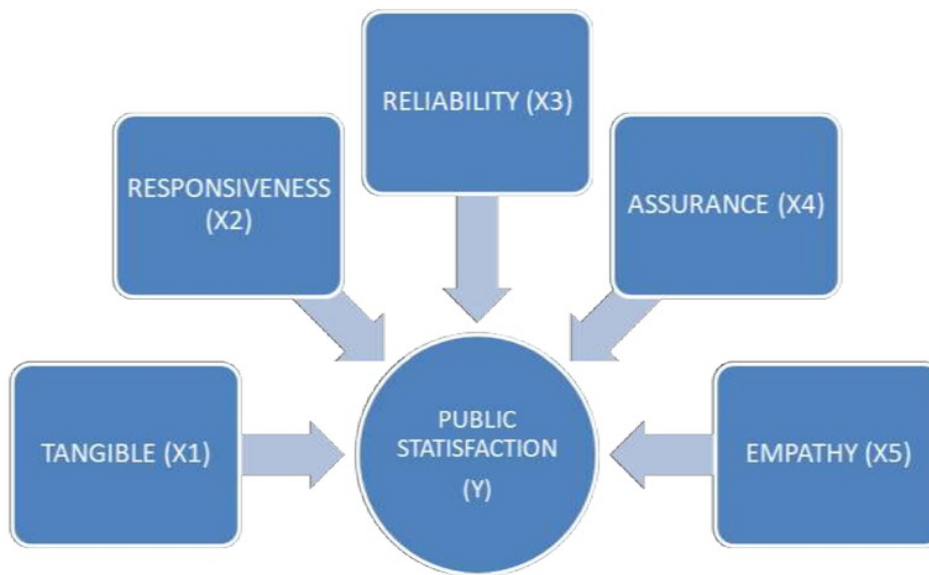 RELIABILITY (X3)
RESPONSIVENESS
(X2)
ASSURANCE (X4)
TANGIBLE (X1)
PUBLIC
STATISFACTION
(Y)
EMPATHY (X5)